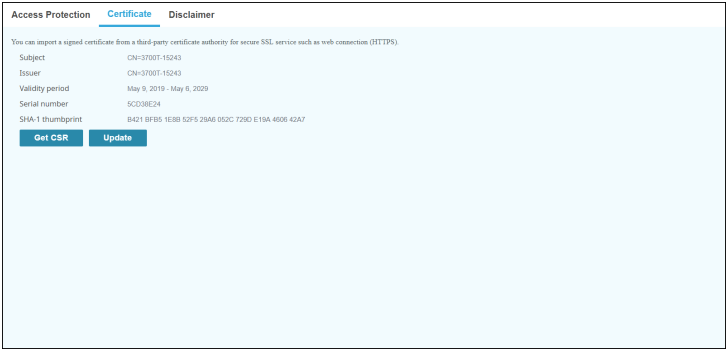 Access Protection Certificate Disclaimer
You can import a signed certificate from a third-party certificate authority for secure SSL service such as web connection (HTTPS).
Subject CN=3700T-15243
Issuer CN=3700T-15243
Validity period May 9, 2019 - May 6, 2029
Serial number 5CD38E24
SHA-1 thumbprint B421 BFB5 1E8B 52F5 29A6 052C 729D E19A 4606 42A7
Get CSR Update